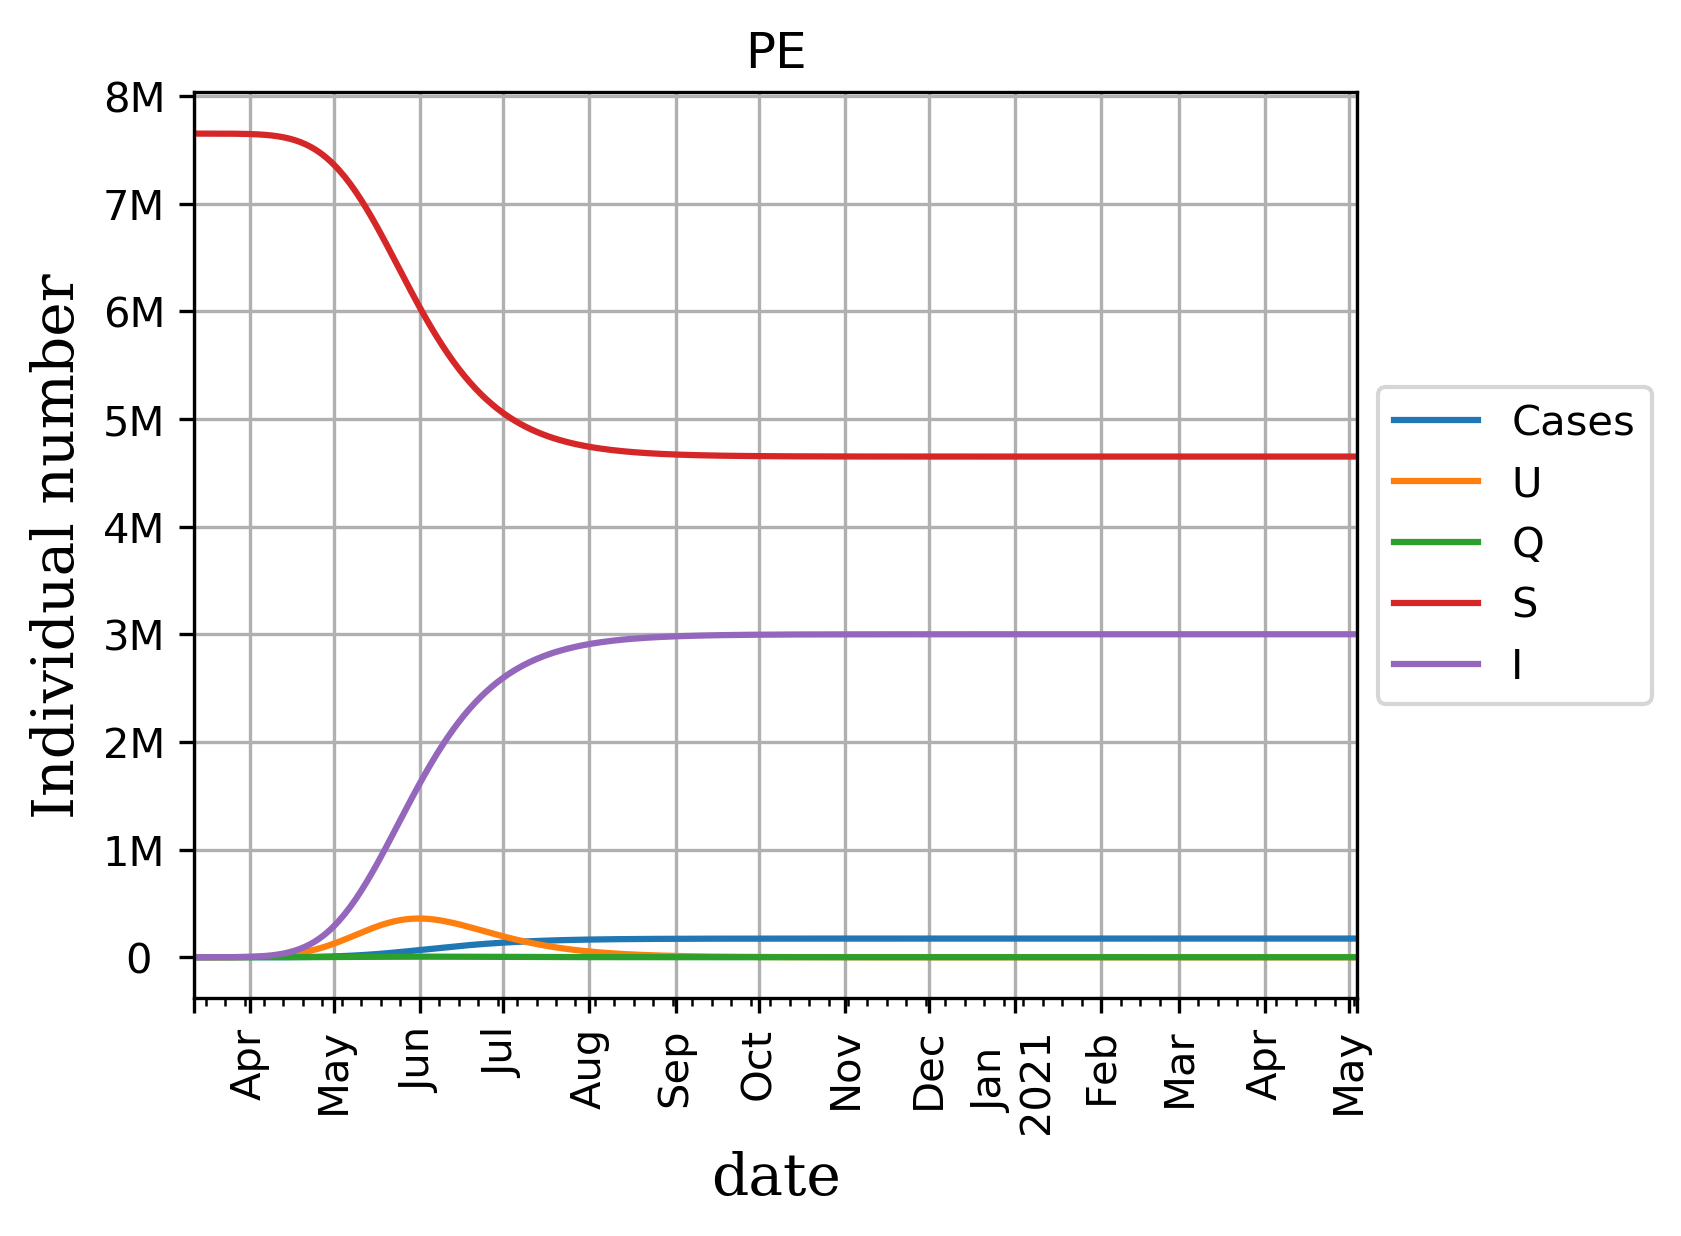 PE
8M
7M
6M
5M
4M
3M
2M
1M
0
Individual number
Apr
May
Jun
Jul
Aug
Sep
Oct
Nov
Dec
Jan
2021
Feb
Mar
Apr
May
date
Cases
U
Q
S
I